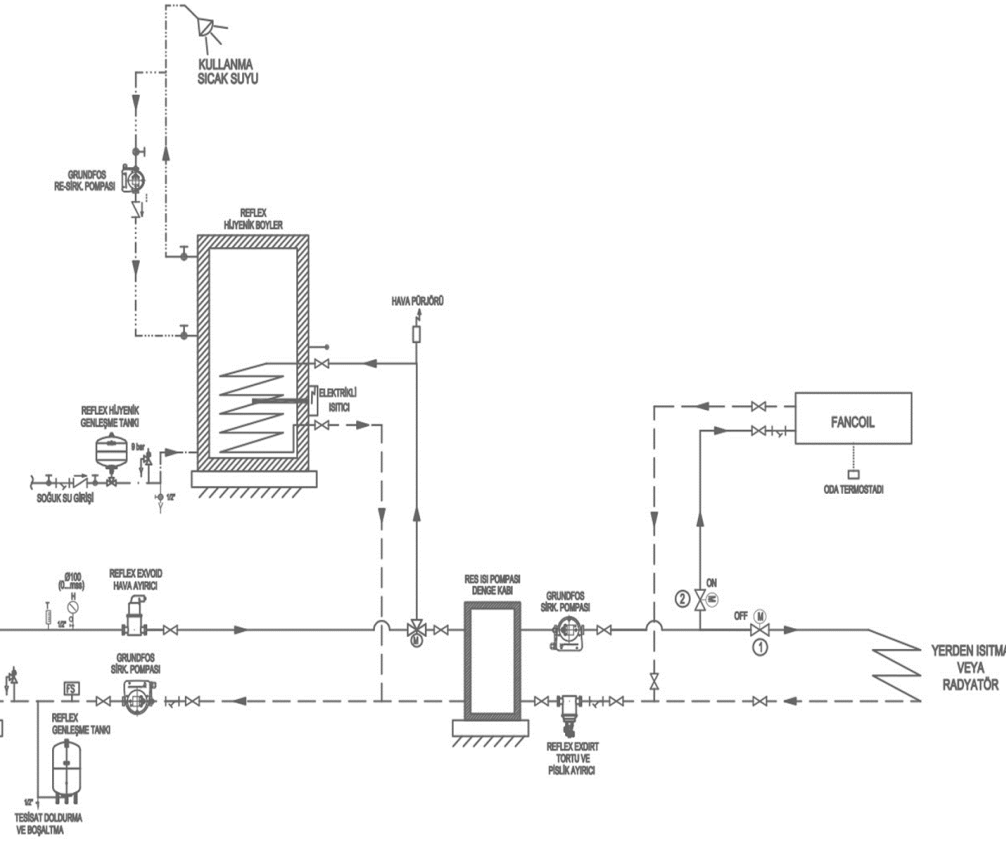 KULLANMA
SICAK SUYU
GRUNDFOS
RE-SİRK. POMPASI
REFLEX
HİJYENİK BOYLER
HAVA PÜRJÖRÜ
ELEKTRİKLİ
ISITICI
REFLEX HİJYENİK
GENLEŞME TANKI
9 bar
SOĞUK SU GİRİŞİ
1/2"
FANCOIL
ODA TERMOSTADI
Ø100
(0...mss)
H
1/2"
REFLEX EXVOID
HAVA AYIRICI
M
RES ISI POMPASI
DENGE KABI
GRUNDFOS
SİRK. POMPASI
2
ON
OFF
M
1
YERDEN ISITMA
VEYA
RADYATÖR
FS
GRUNDFOS
SİRK. POMPASI
REFLEX
GENLEŞME TANKI
REFLEX EXDIRT
TORTU VE
PİSLİK AYIRICI
1/2"
TESİSAT DOLDURMA
VE BOŞALTMA